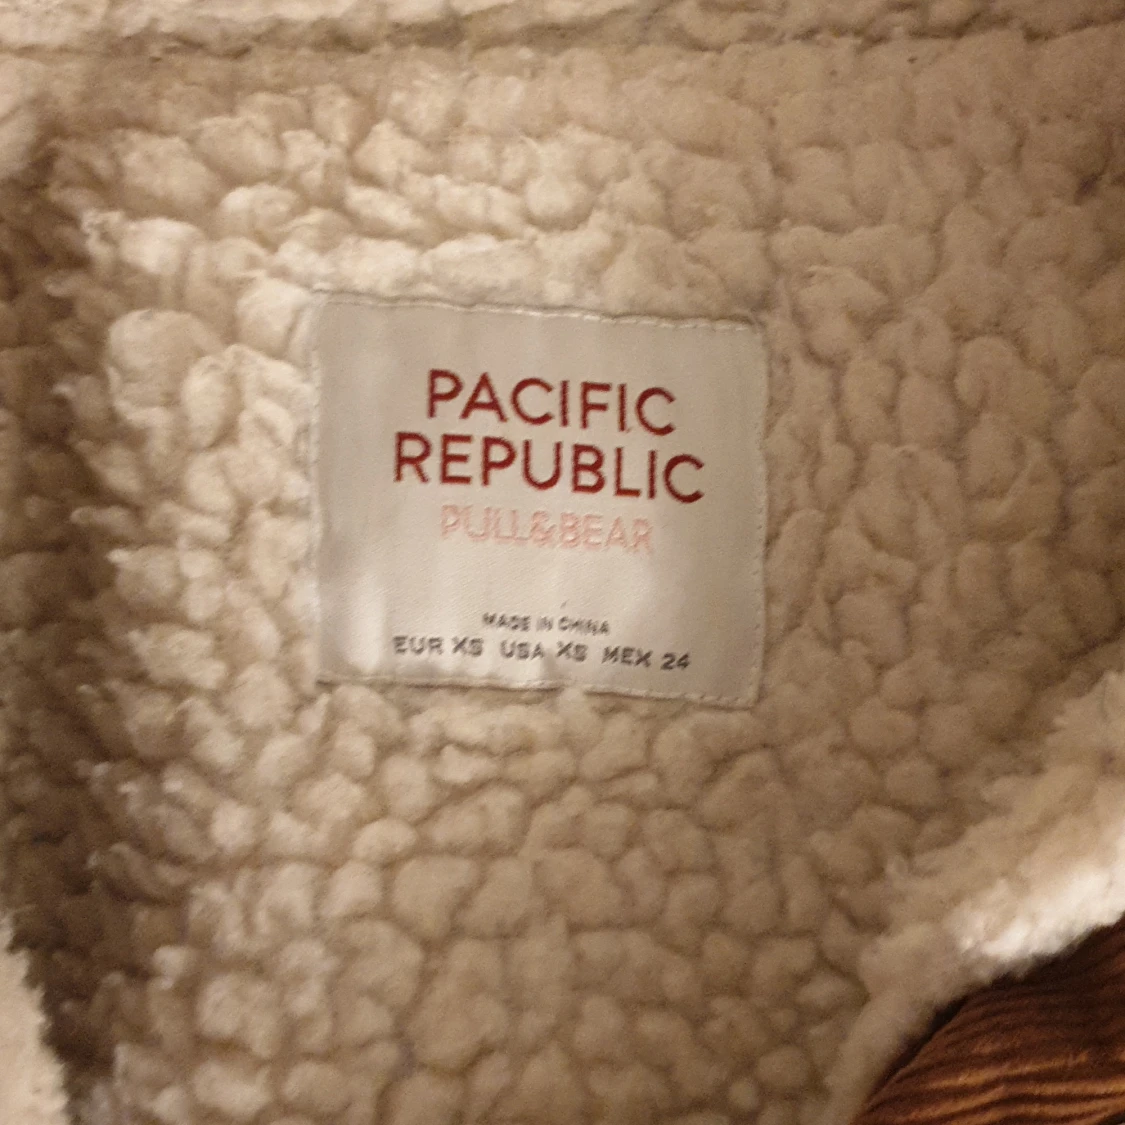 PACIFIC
REPUBLIC
PULL&BEAR
MADE IN CHINA
EUR XS USA XS MEX 24